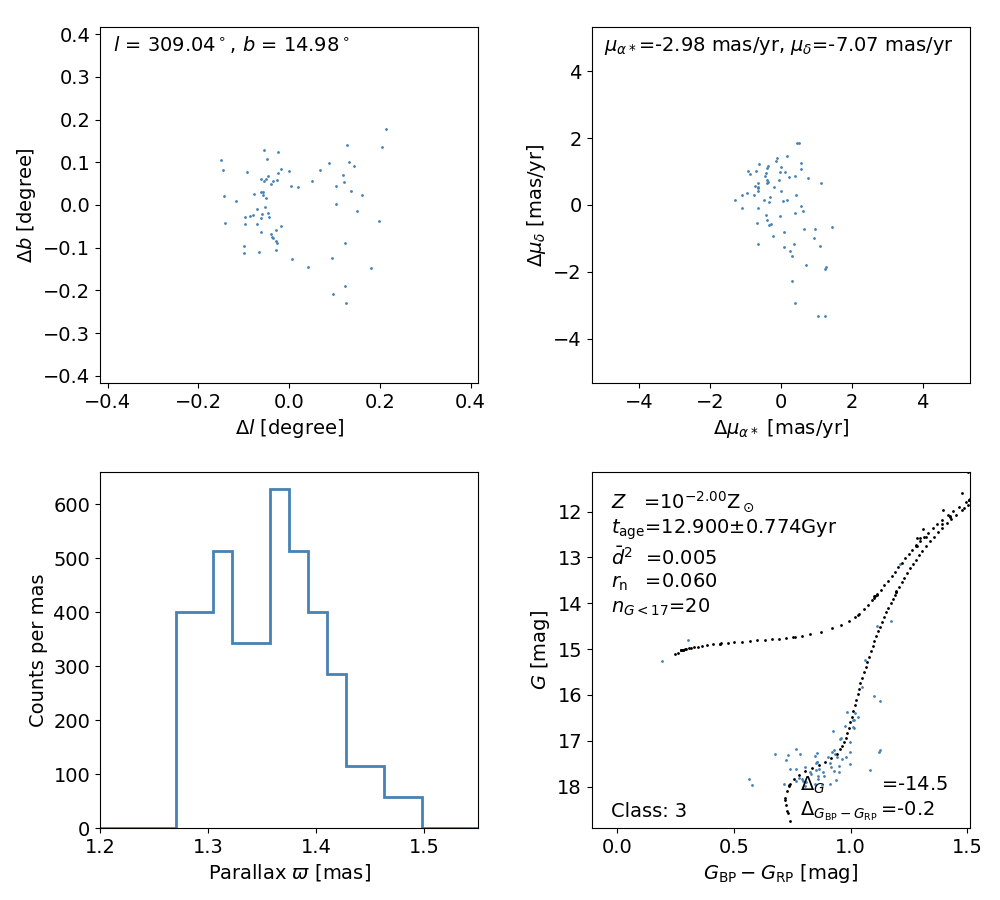 l = 309.04°, b = 14.98°
0.4
0.3
0.2
0.1
0.0
−0.1
−0.2
−0.3
−0.4
Δb [degree]
−0.4 −0.2 0.0 0.2 0.4
Δl [degree]
μα*=-2.98 mas/yr, μδ=-7.07 mas/yr
4
2
0
−2
−4
Δμδ [mas/yr]
−4 −2 0 2 4
Δμα* [mas/yr]
600
500
400
300
200
100
0
Counts per mas
1.2 1.3 1.4 1.5
Parallax ϖ [mas]
Z =10^−2.00 Z⊙
t_age=12.900±0.774Gyr
d̄² =0.005
r_n =0.060
n_G<17=20
12
13
14
15
16
17
18
G [mag]
Δ_G =-14.5
Class: 3
Δ_G_BP−G_RP =-0.2
0.0 0.5 1.0 1.5
G_BP − G_RP [mag]